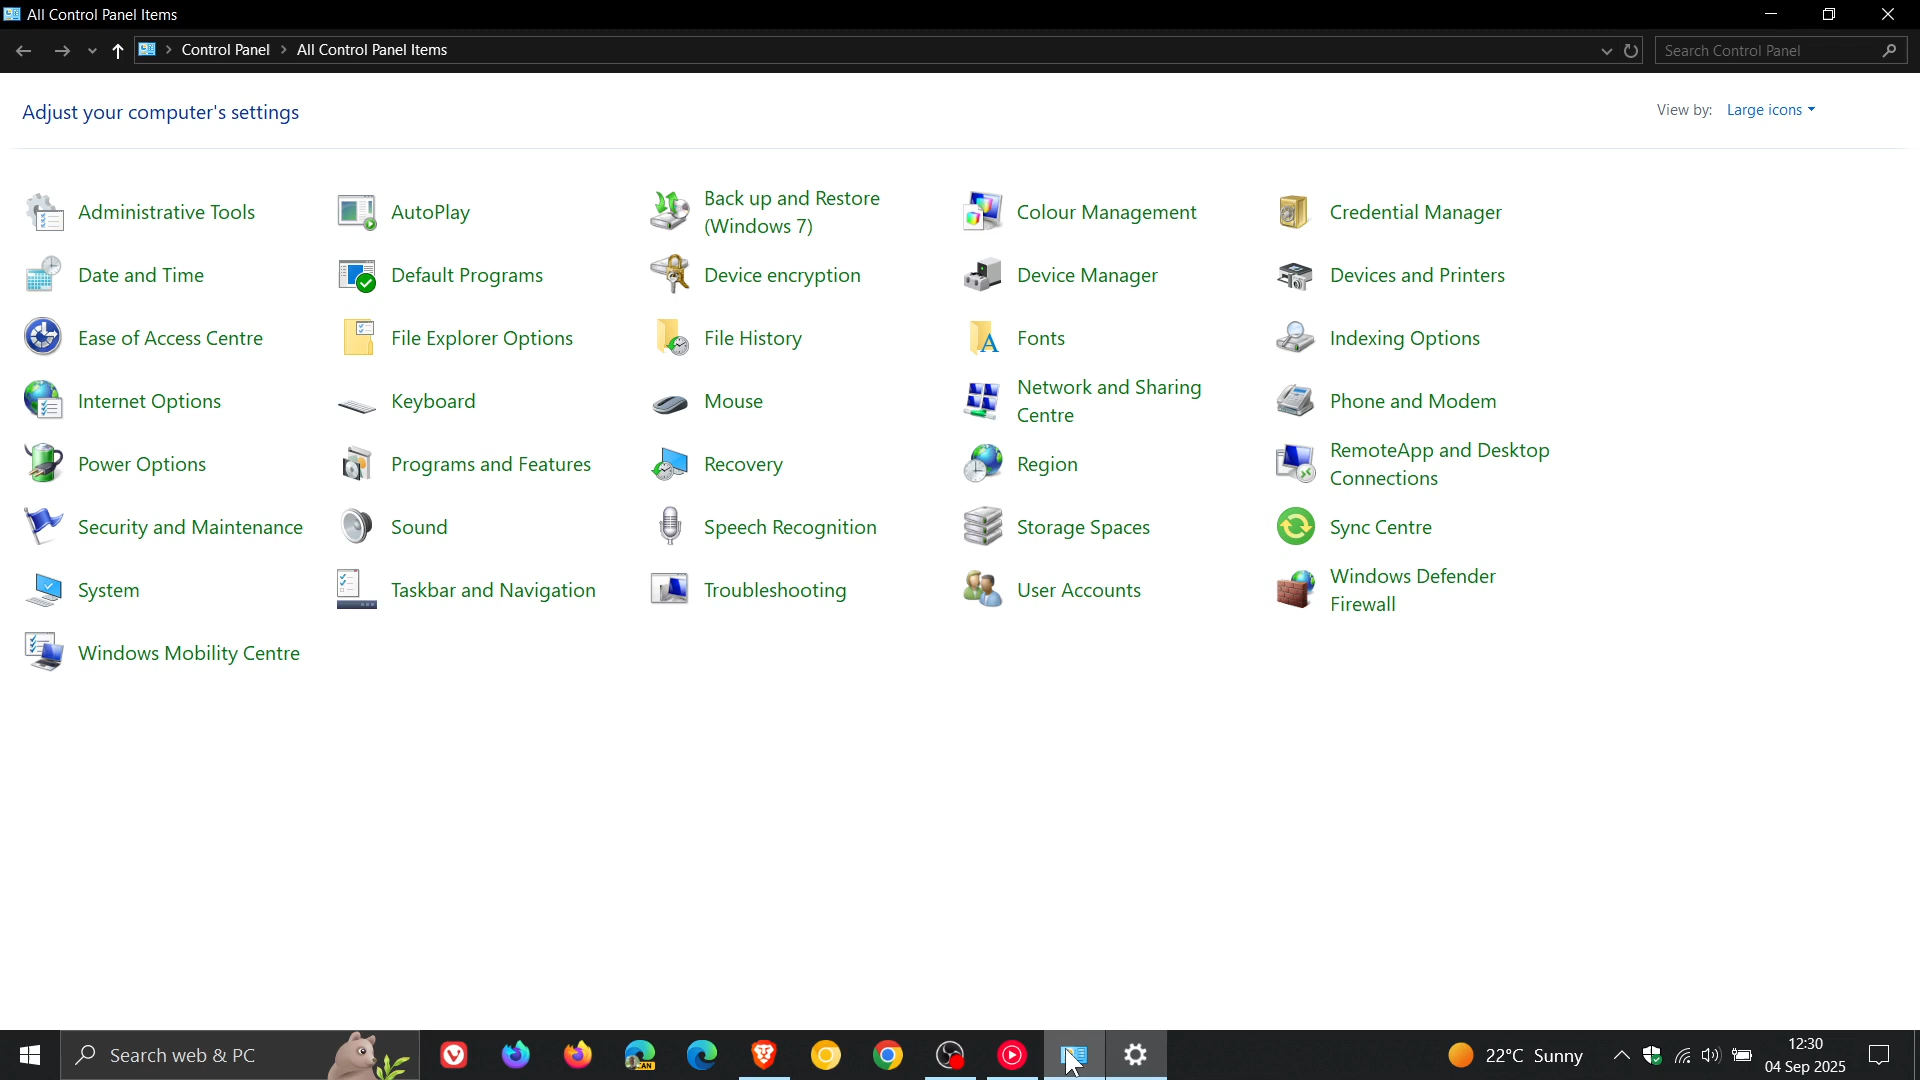 All Control Panel Items
Control Panel > All Control Panel Items
Search Control Panel
Adjust your computer's settings
View by: Large icons
Administrative Tools
AutoPlay
Back up and Restore
(Windows 7)
Colour Management
Credential Manager
Date and Time
Default Programs
Device encryption
Device Manager
Devices and Printers
Ease of Access Centre
File Explorer Options
File History
Fonts
Indexing Options
Internet Options
Keyboard
Mouse
Network and Sharing
Centre
Phone and Modem
Power Options
Programs and Features
Recovery
Region
RemoteApp and Desktop
Connections
Security and Maintenance
Sound
Speech Recognition
Storage Spaces
Sync Centre
System
Taskbar and Navigation
Troubleshooting
User Accounts
Windows Defender
Firewall
Windows Mobility Centre
Search web & PC
CAN
22°C Sunny
12:30
04 Sep 2025